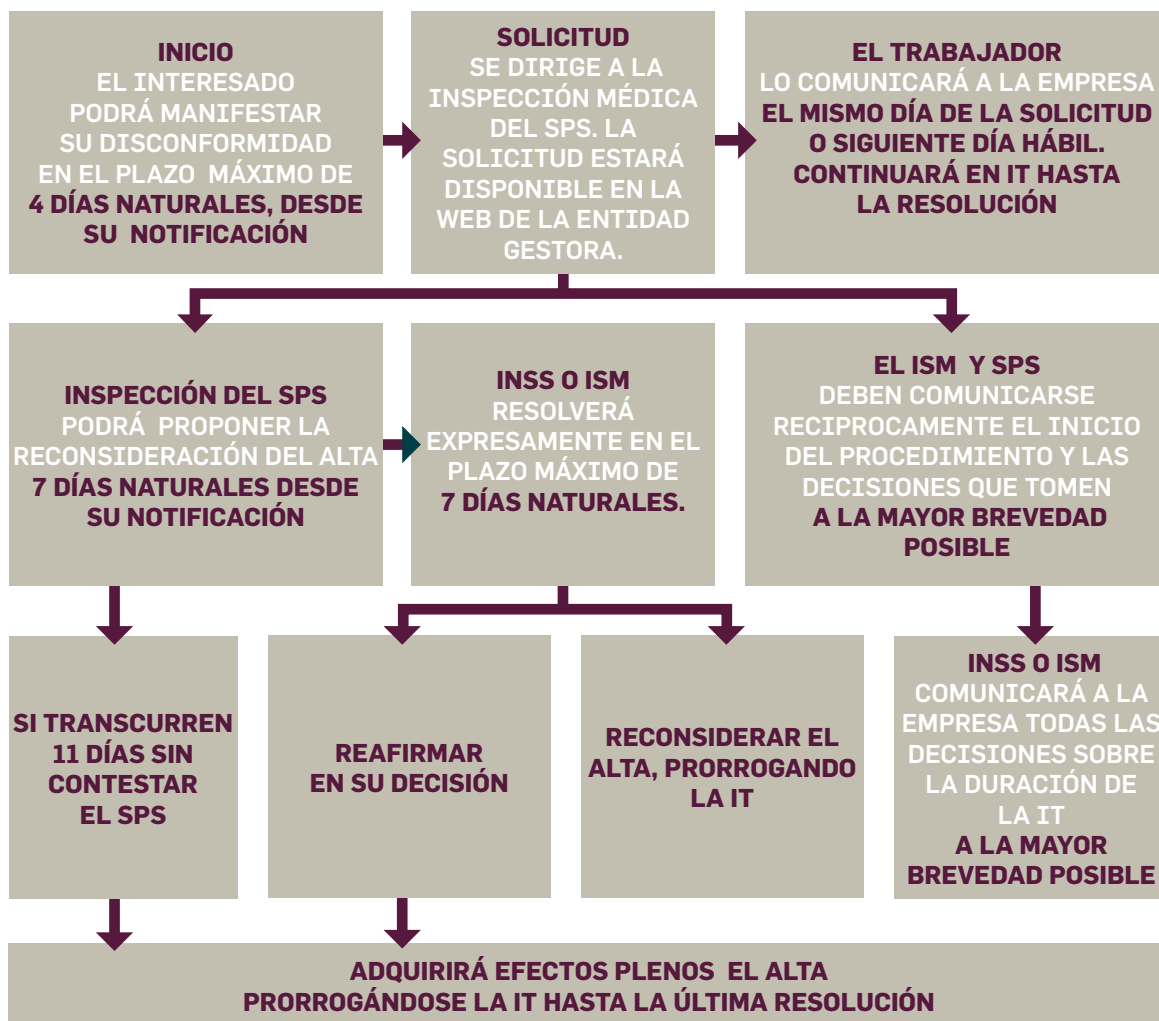 INICIO
EL INTERESADO
PODRÁ MANIFESTAR
SU DISCONFORMIDAD
EN EL PLAZO MÁXIMO DE
4 DÍAS NATURALES, DESDE
SU NOTIFICACIÓN
SOLICITUD
SE DIRIGE A LA
INSPECCIÓN MÉDICA
DEL SPS. LA
SOLICITUD ESTARÁ
DISPONIBLE EN LA
WEB DE LA ENTIDAD
GESTORA.
EL TRABAJADOR
LO COMUNICARÁ A LA EMPRESA
EL MISMO DÍA DE LA SOLICITUD
O SIGUIENTE DÍA HÁBIL.
CONTINUARÁ EN IT HASTA
LA RESOLUCIÓN
INSPECCIÓN DEL SPS
PODRÁ PROPONER LA
RECONSIDERACIÓN DEL ALTA
7 DÍAS NATURALES DESDE
SU NOTIFICACIÓN
INSS O ISM
RESOLVERÁ
EXPRESAMENTE EN EL
PLAZO MÁXIMO DE
7 DÍAS NATURALES.
EL ISM Y SPS
DEBEN COMUNICARSE
RECIPROCAMENTE EL INICIO
DEL PROCEDIMIENTO Y LAS
DECISIONES QUE TOMEN
A LA MAYOR BREVEDAD
POSIBLE
SI TRANSCURREN
11 DÍAS SIN
CONTESTAR
EL SPS
REAFIRMAR
EN SU DECISIÓN
RECONSIDERAR EL
ALTA, PRORROGANDO
LA IT
INSS O ISM
COMUNICARÁ A LA
EMPRESA TODAS LAS
DECISIONES SOBRE
LA DURACIÓN DE
LA IT
A LA MAYOR
BREVEDAD POSIBLE
ADQUIRIRÁ EFECTOS PLENOS EL ALTA
PRORROGÁNDOSE LA IT HASTA LA ÚLTIMA RESOLUCIÓN